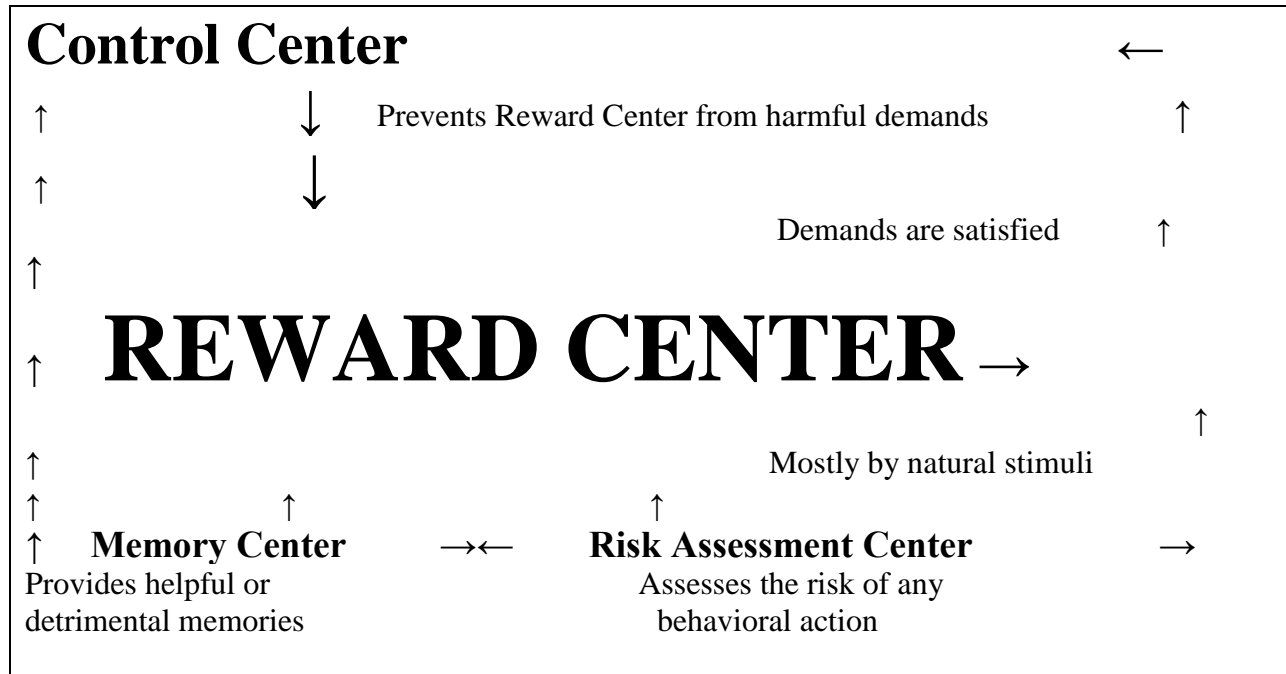 Control Center ←
↑ ↓ Prevents Reward Center from harmful demands ↑
↑ ↓
Demands are satisfied ↑
↑
↑ REWARD CENTER →
↑
↑ Mostly by natural stimuli
↑ ↑ ↑
↑ Memory Center →← Risk Assessment Center →
Provides helpful or Assesses the risk of any
detrimental memories behavioral action